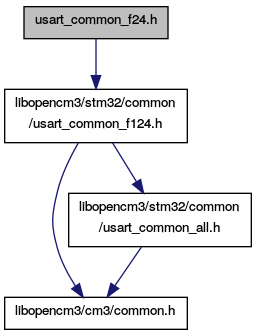 usart_common_f24.h
libopencm3/stm32/common
/usart_common_f124.h
libopencm3/stm32/common
/usart_common_all.h
libopencm3/cm3/common.h